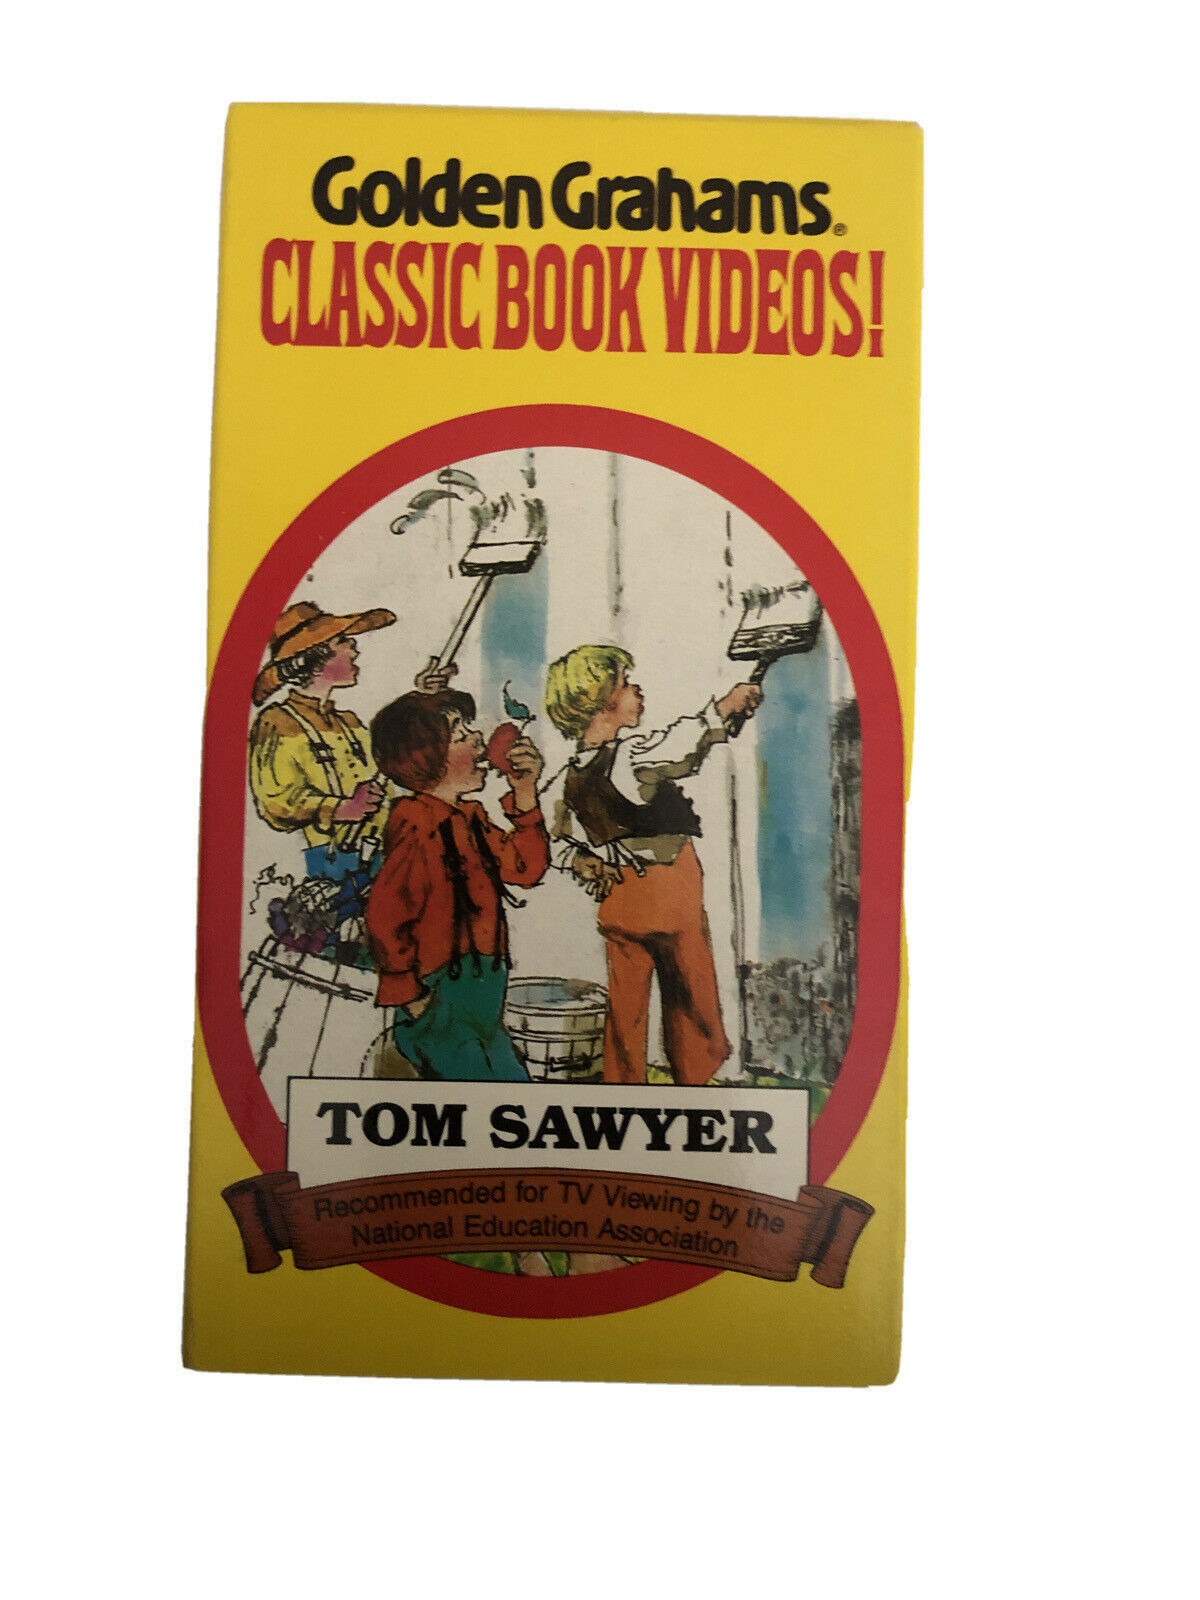 Golden Grahams®
CLASSIC BOOK VIDEOS!
TOM SAWYER
Recommended for TV Viewing by the
National Education Association